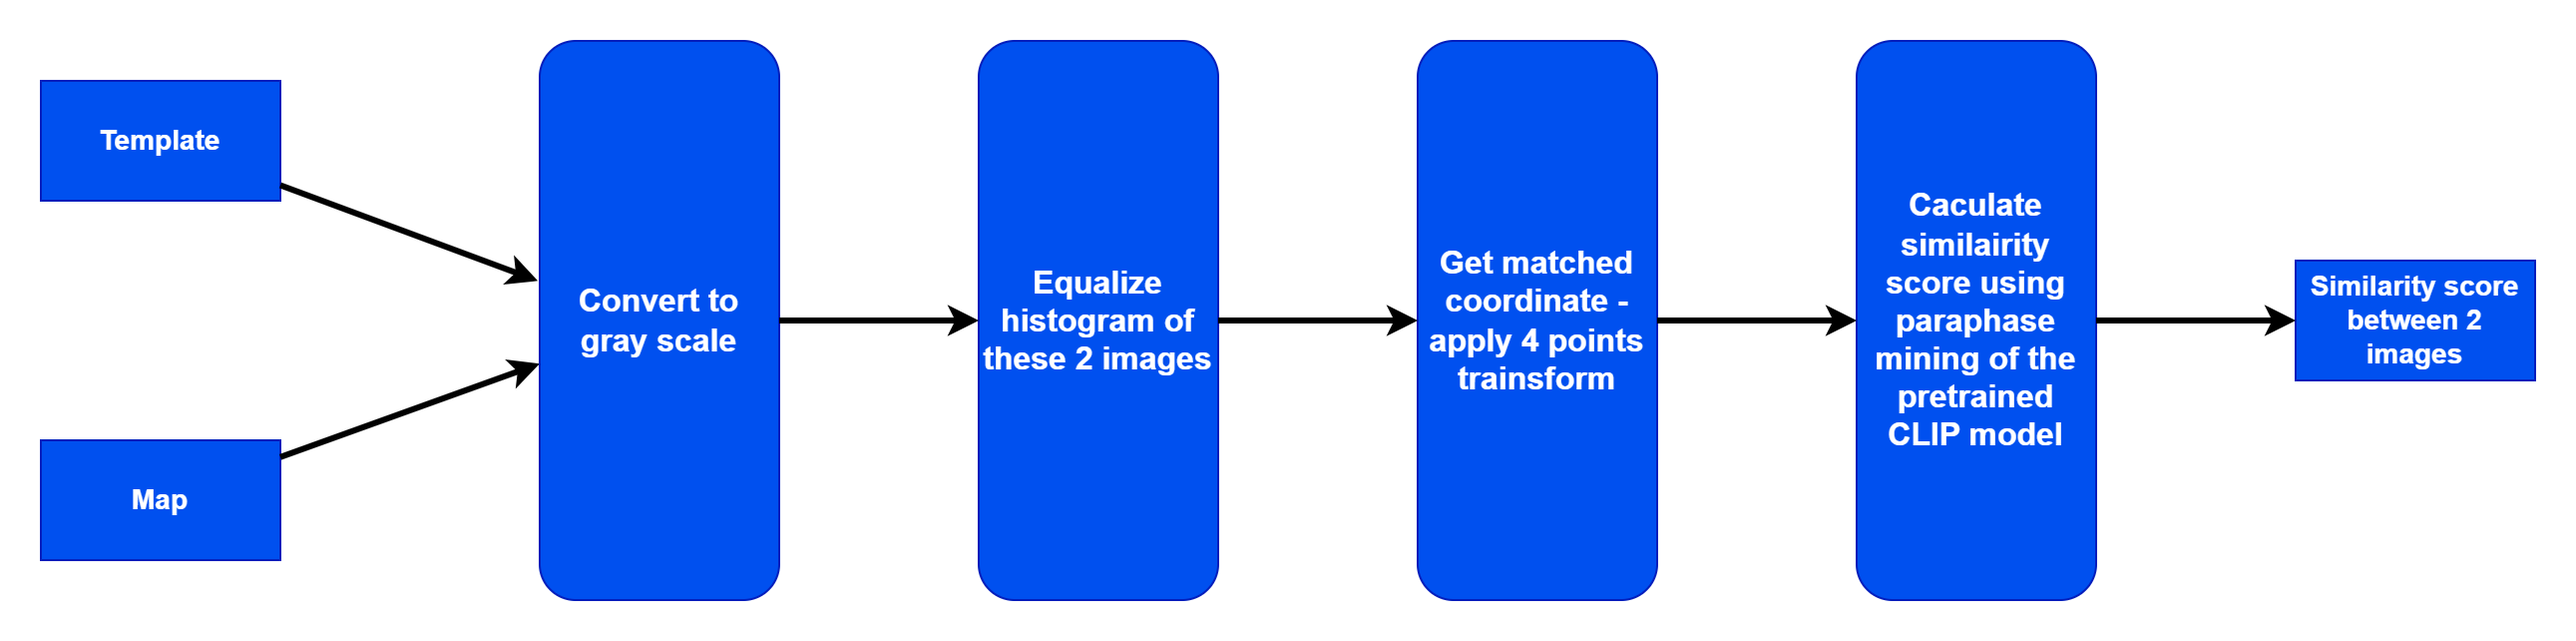 Template
Map
Convert to
gray scale
Equalize
histogram of
these 2 images
Get matched
coordinate -
apply 4 points
trainsform
Caculate
similairity
score using
paraphase
mining of the
pretrained
CLIP model
Similarity score
between 2
images